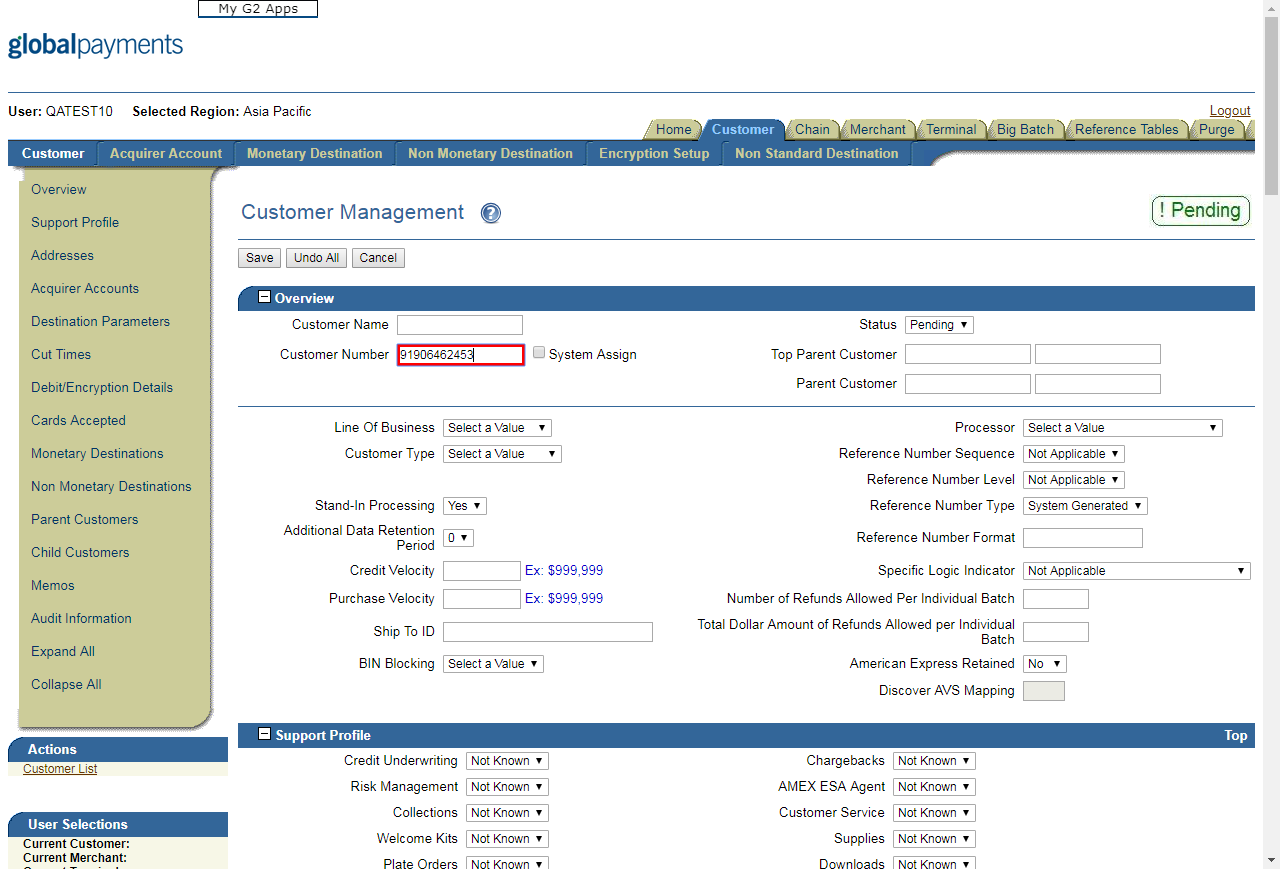 My G2 Apps
globalpayments
User: QATEST10 Selected Region: Asia Pacific
Logout
Home Customer Chain Merchant Terminal Big Batch Reference Tables Purge
Customer Acquirer Account Monetary Destination Non Monetary Destination Encryption Setup Non Standard Destination
Overview
Support Profile
Addresses
Acquirer Accounts
Destination Parameters
Cut Times
Debit/Encryption Details
Cards Accepted
Monetary Destinations
Non Monetary Destinations
Parent Customers
Child Customers
Memos
Audit Information
Expand All
Collapse All
Actions
Customer List
User Selections
Current Customer:
Current Merchant:
Customer Management ?
! Pending
Save Undo All Cancel
Overview
Customer Name
Status Pending
Customer Number 91906462453 System Assign
Top Parent Customer
Parent Customer
Line Of Business Select a Value
Processor Select a Value
Customer Type Select a Value
Reference Number Sequence Not Applicable
Reference Number Level Not Applicable
Stand-In Processing Yes
Reference Number Type System Generated
Additional Data Retention
Period 0
Reference Number Format
Credit Velocity Ex: $999,999
Specific Logic Indicator Not Applicable
Purchase Velocity Ex: $999,999
Number of Refunds Allowed Per Individual Batch
Ship To ID
Total Dollar Amount of Refunds Allowed per Individual
Batch
BIN Blocking Select a Value
American Express Retained No
Discover AVS Mapping
Support Profile Top
Credit Underwriting Not Known
Chargebacks Not Known
Risk Management Not Known
AMEX ESA Agent Not Known
Collections Not Known
Customer Service Not Known
Welcome Kits Not Known
Supplies Not Known
Plate Orders Not Known
Downloads Not Known